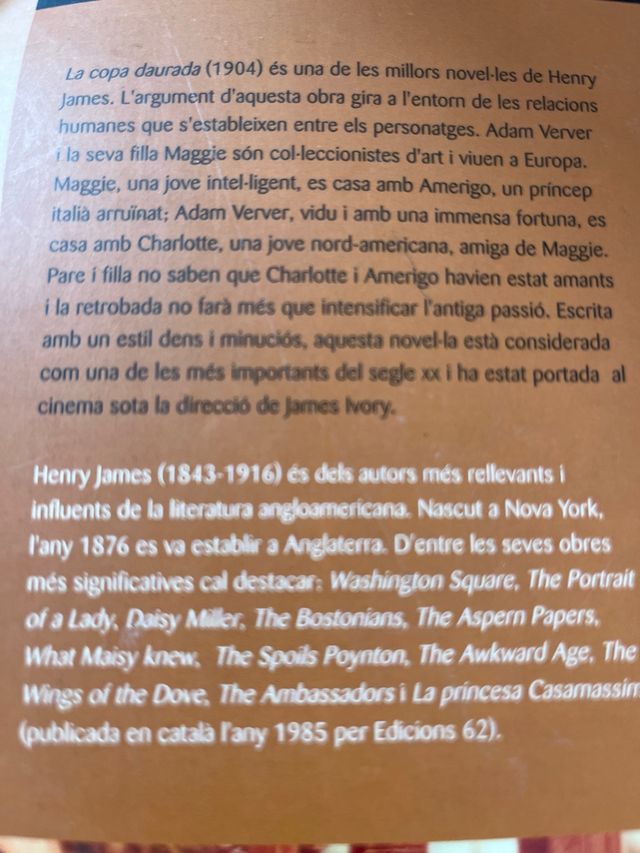 La copa daurada (1904) és una de les millors novel·les de Henry
James. L'argument d'aquesta obra gira a l'entorn de les relacions
humanes que s'estableixen entre els personatges. Adam Verver
i la seva filla Maggie són col·leccionistes d'art i viuen a Europa.
Maggie, una jove intel·ligent, es casa amb Amerigo, un príncep
italià arruïnat; Adam Verver, vidu i amb una immensa fortuna, es
casa amb Charlotte, una jove nord-americana, amiga de Maggie.
Pare i filla no saben que Charlotte i Amerigo havien estat amants
i la retrobada no farà més que intensificar l'antiga passió. Escrita
amb un estil dens i minuciós, aquesta novel·la està considerada
com una de les més importants del segle XX i ha estat portada al
cinema sota la direcció de James Ivory.
Henry James (1843-1916) és dels autors més rellevants i
influents de la literatura angloamericana. Nascut a Nova York,
l'any 1876 es va establir a Anglaterra. D'entre les seves obres
més significatives cal destacar: Washington Square, The Portrait
of a Lady, Daisy Miller, The Bostonians, The Aspern Papers,
What Maisy knew, The Spoils Poynton, The Awkward Age, The
Wings of the Dove, The Ambassadors i La princesa Casamassim
(publicada en català l'any 1985 per Edicions 62).